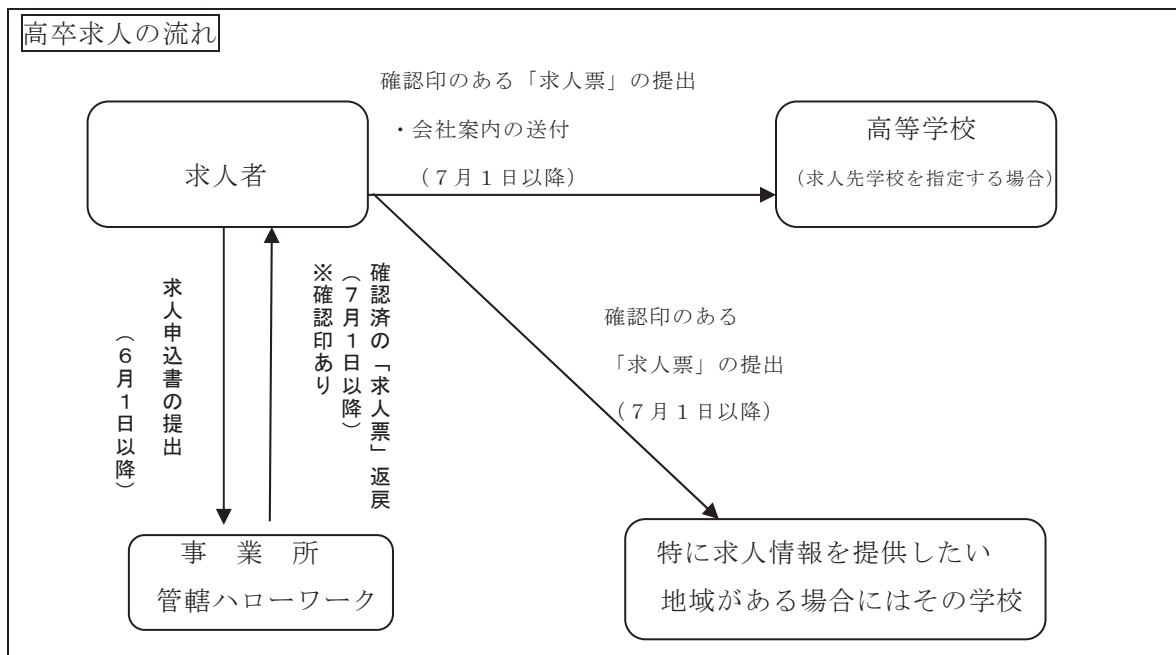 高卒求人の流れ
確認印のある「求人票」の提出
・会社案内の送付
（７月１日以降）
求人者
高等学校
（求人先学校を指定する場合）
求人申込書の提出
（６月１日以降）
確認済の「求人票」返戻
（７月１日以降）
※確認印あり
確認印のある
「求人票」の提出
（７月１日以降）
事　業　所
管轄ハローワーク
特に求人情報を提供したい
地域がある場合にはその学校